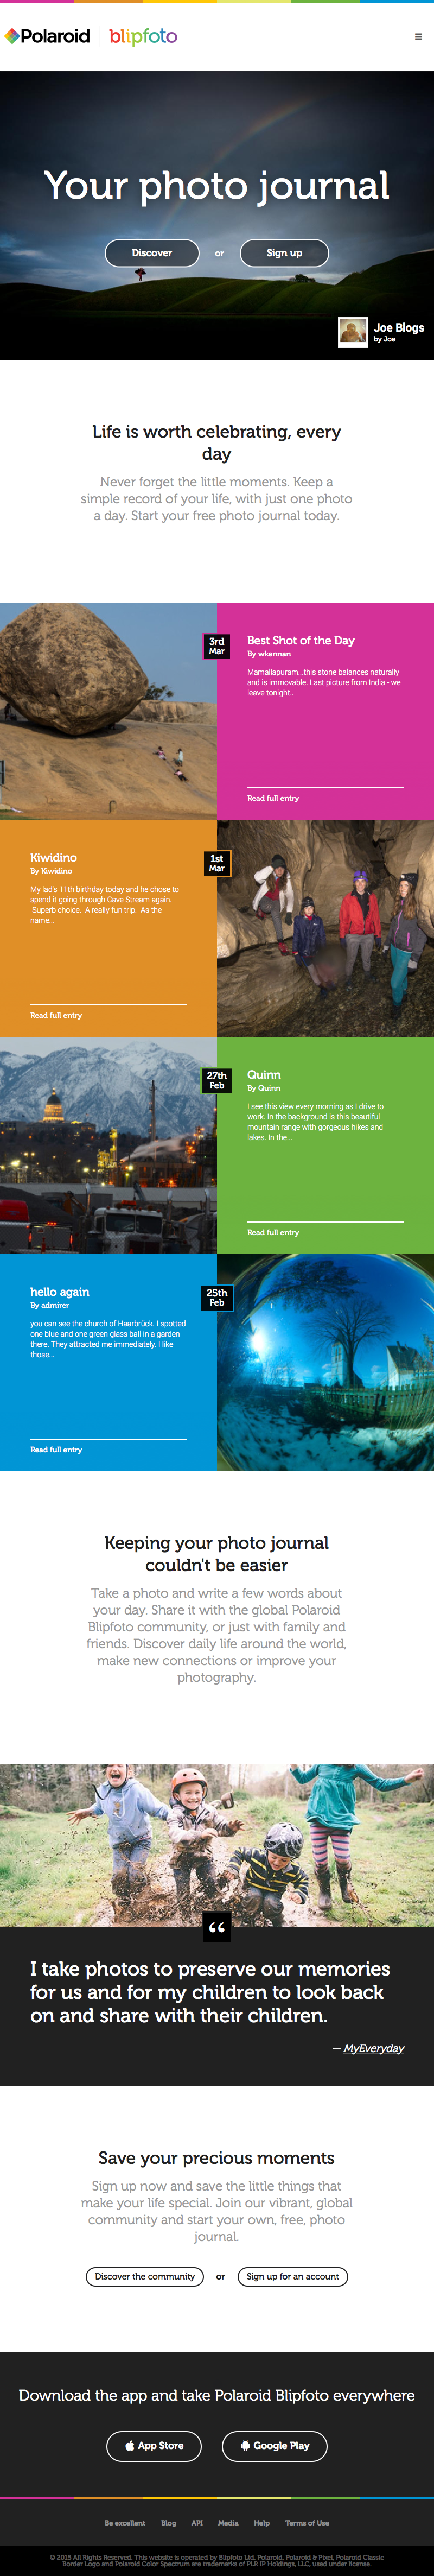 Polaroid blipfoto
Your photo journal
Discover or Sign up
Joe Blogs
by Joe
Life is worth celebrating, every
day
Never forget the little moments. Keep a
simple record of your life, with just one photo
a day. Start your free photo journal today.
3rd
Mar
Best Shot of the Day
By wkennan
Mamallapuram...this stone balances naturally
and is immovable. Last picture from India - we
leave tonight..
Read full entry
Kiwidino
By Kiwidino
My lad's 11th birthday today and he chose to
spend it going through Cave Stream again.
Superb choice. A really fun trip. As the
name...
Read full entry
1st
Mar
27th
Feb
Quinn
By Quinn
I see this view every morning as I drive to
work. In the background is this beautiful
mountain range with gorgeous hikes and
lakes. In the...
Read full entry
hello again
By admirer
you can see the church of Haarbrück. I spotted
one blue and one green glass ball in a garden
there. They attracted me immediately. I like
those...
Read full entry
25th
Feb
Keeping your photo journal
couldn't be easier
Take a photo and write a few words about
your day. Share it with the global Polaroid
Blipfoto community, or just with family and
friends. Discover daily life around the world,
make new connections or improve your
photography.
“
I take photos to preserve our memories
for us and for my children to look back
on and share with their children.
— MyEveryday
Save your precious moments
Sign up now and save the little things that
make your life special. Join our vibrant, global
community and start your own, free, photo
journal.
Discover the community or Sign up for an account
Download the app and take Polaroid Blipfoto everywhere
App Store Google Play
Be excellent Blog API Media Help Terms of Use
© 2015 All Rights Reserved. This website is operated by Blipfoto Ltd. Polaroid, Polaroid & Pixel, Polaroid Classic
Border Logo and Polaroid Color Spectrum are trademarks of PLR IP Holdings, LLC, used under license.